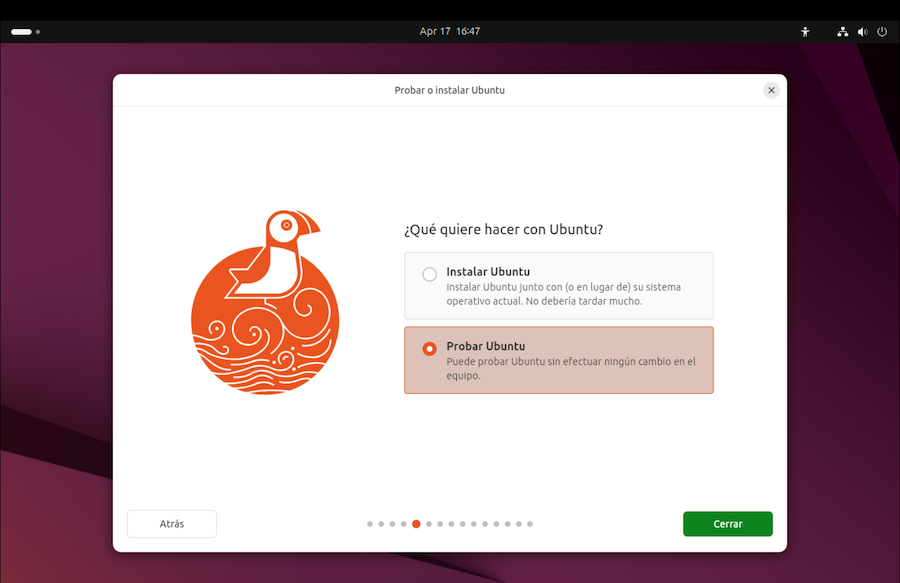 Apr 17 16:47
Probar o instalar Ubuntu
¿Qué quiere hacer con Ubuntu?
Instalar Ubuntu
Instalar Ubuntu junto con (o en lugar de) su sistema
operativo actual. No debería tardar mucho.
Probar Ubuntu
Puede probar Ubuntu sin efectuar ningún cambio en el
equipo.
Atrás
Cerrar